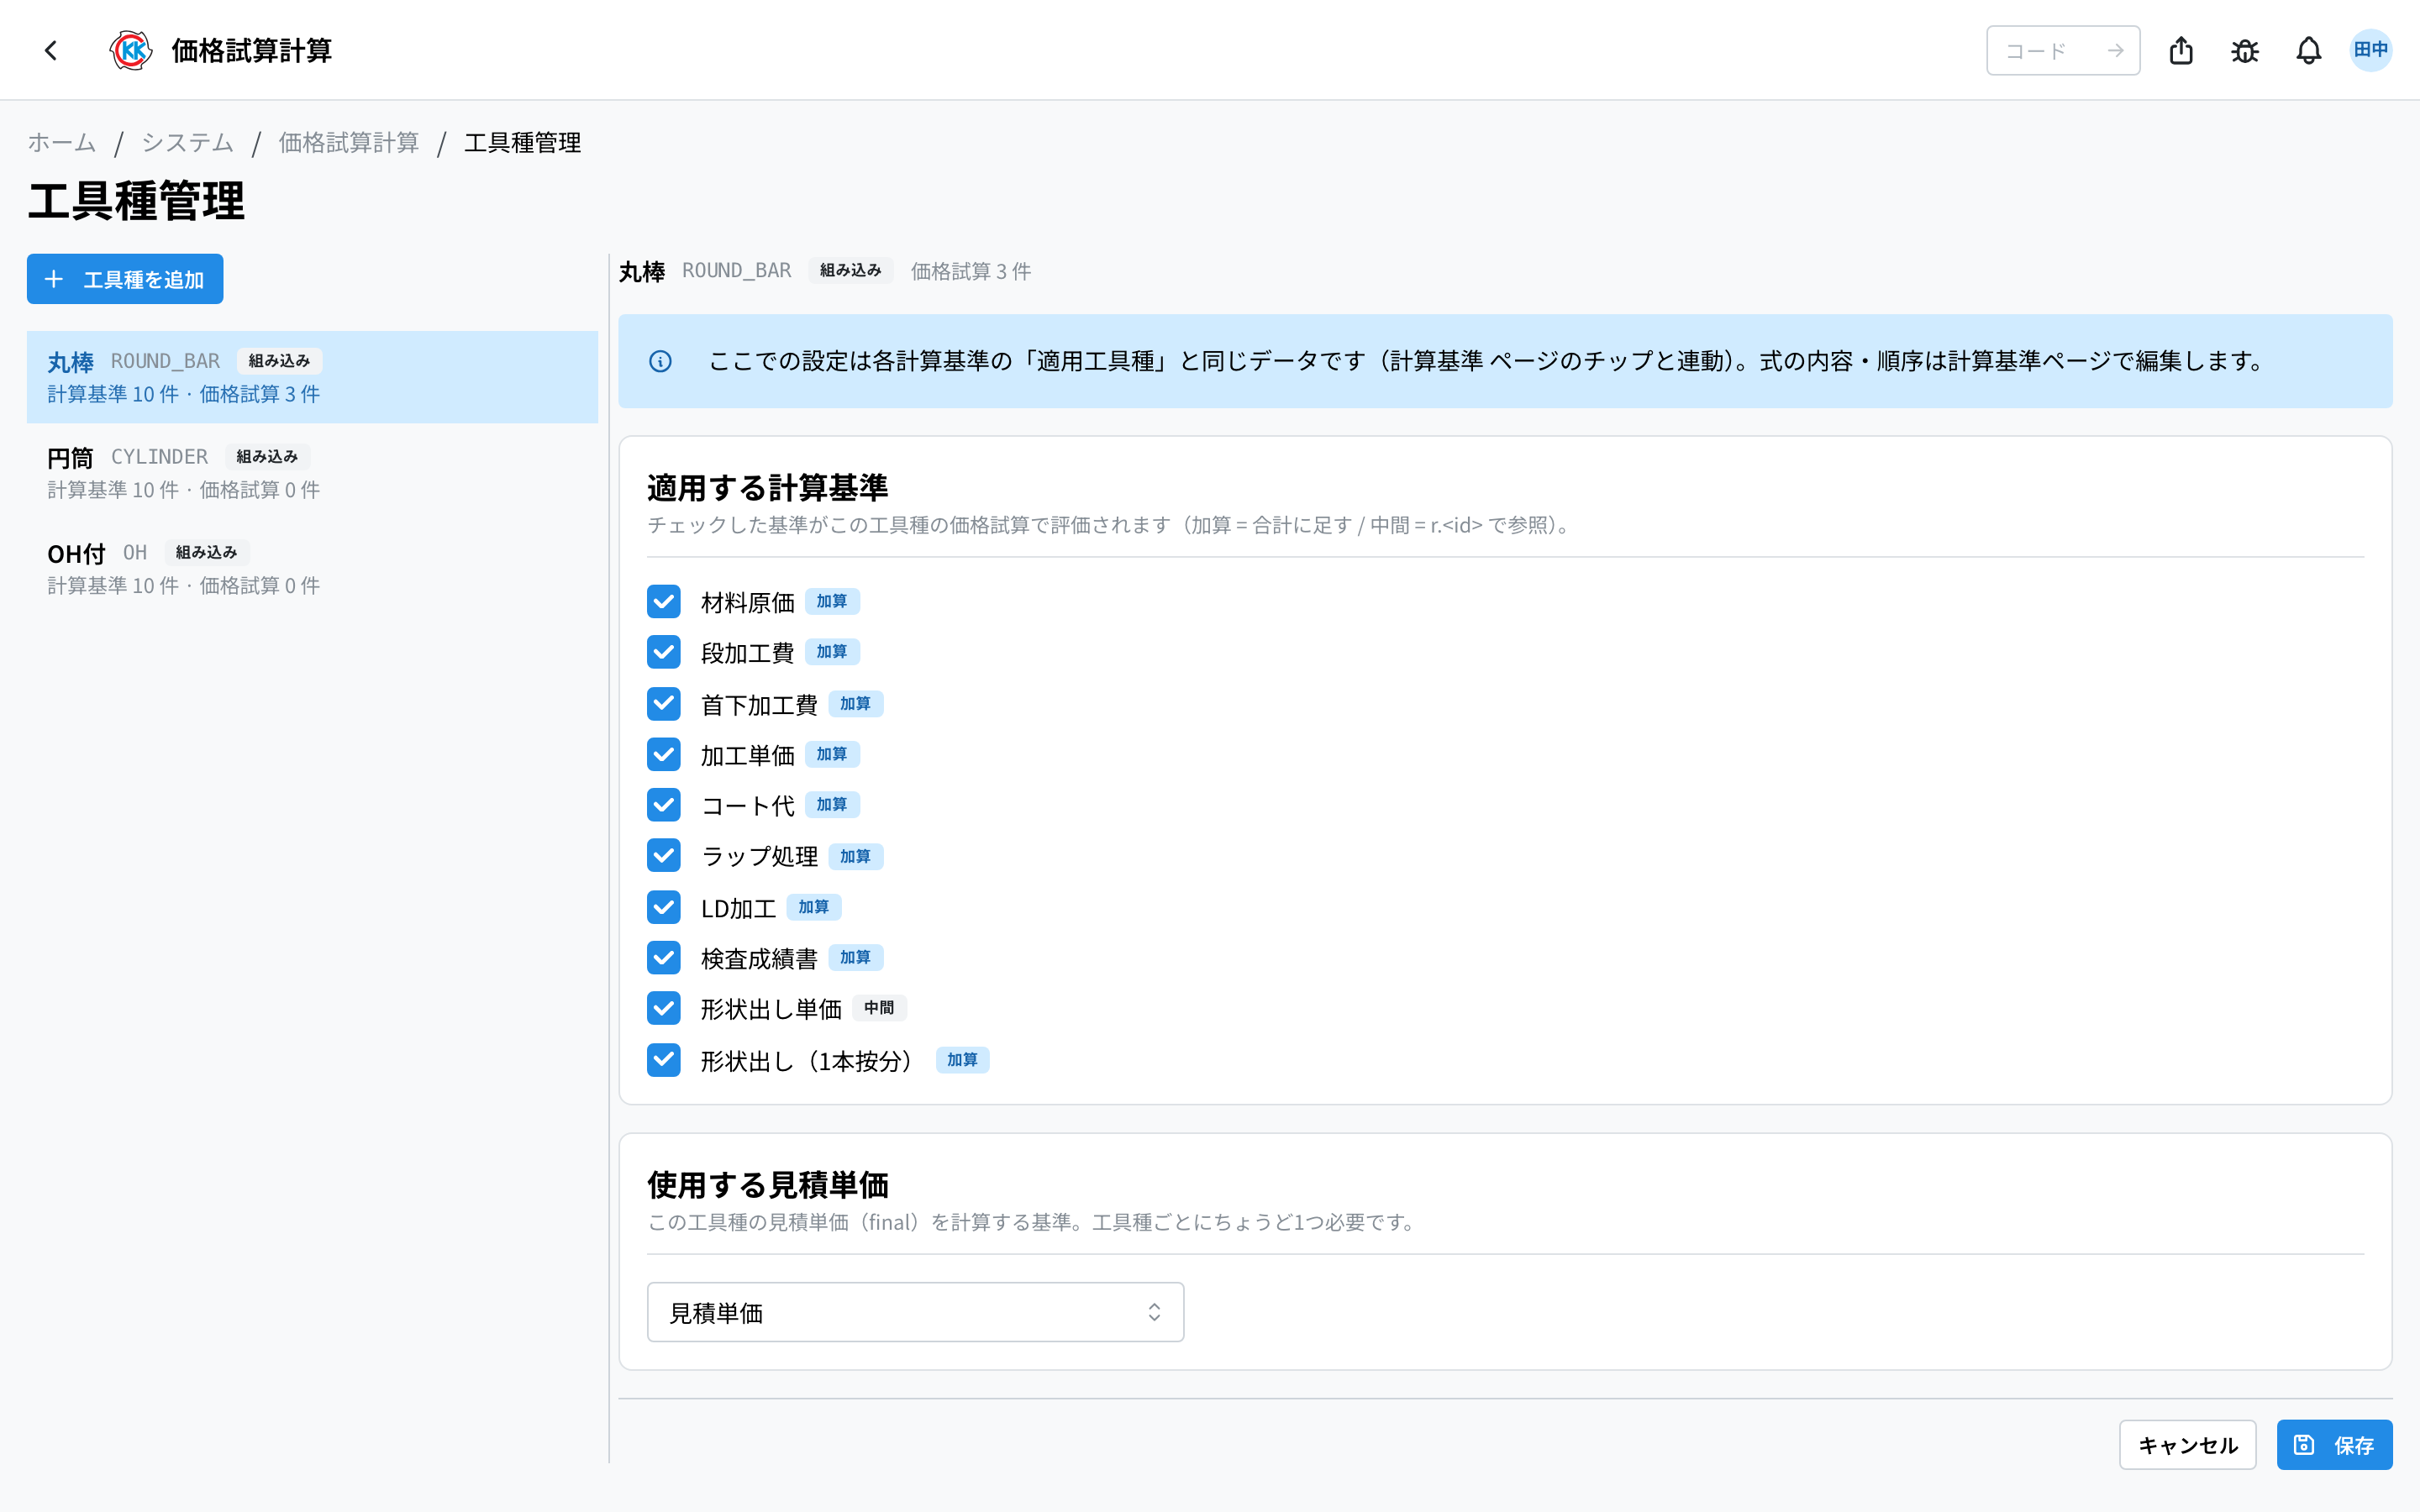 KK 価格試算計算
コード
田中
ホーム / システム / 価格試算計算 / 工具種管理
工具種管理
工具種を追加
丸棒 ROUND_BAR 組み込み
計算基準 10 件 · 価格試算 3 件
円筒 CYLINDER 組み込み
計算基準 10 件 · 価格試算 0 件
OH付 OH 組み込み
計算基準 10 件 · 価格試算 0 件
丸棒 ROUND_BAR 組み込み 価格試算 3 件
ここでの設定は各計算基準の「適用工具種」と同じデータです（計算基準 ページのチップと連動）。式の内容・順序は計算基準ページで編集します。
適用する計算基準
チェックした基準がこの工具種の価格試算で評価されます（加算 = 合計に足す / 中間 = r.<id> で参照）。
材料原価 加算
段加工費 加算
首下加工費 加算
加工単価 加算
コート代 加算
ラップ処理 加算
LD加工 加算
検査成績書 加算
形状出し単価 中間
形状出し（1本按分） 加算
使用する見積単価
この工具種の見積単価（final）を計算する基準。工具種ごとにちょうど1つ必要です。
見積単価
キャンセル
保存